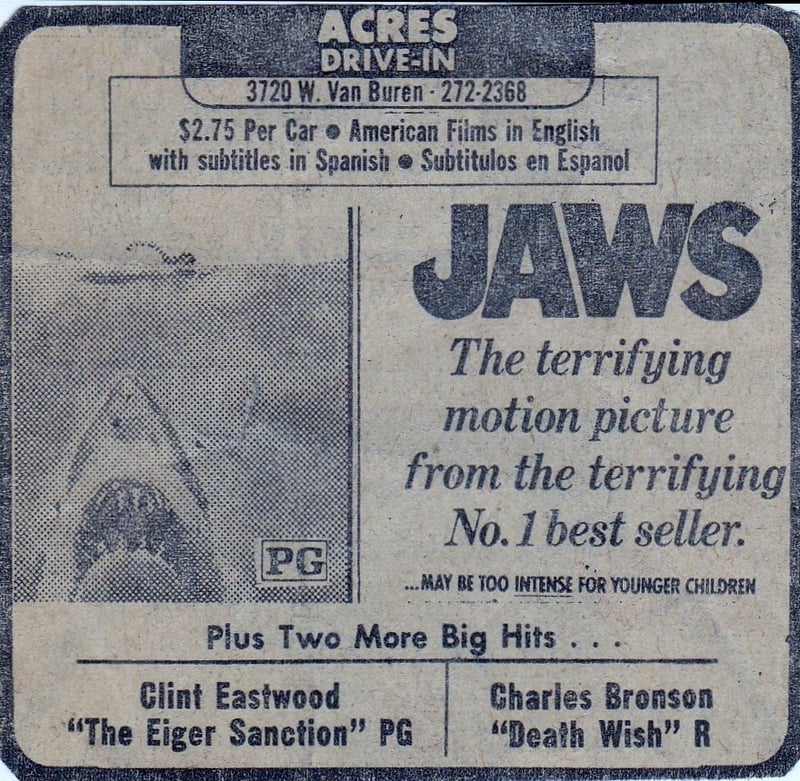 ACRES
DRIVE-IN
3720 W. Van Buren - 272-2368
$2.75 Per Car ● American Films in English
with subtitles in Spanish ● Subtitulos en Espanol
JAWS
The terrifying
motion picture
from the terrifying
No. 1 best seller.
PG
...MAY BE TOO INTENSE FOR YOUNGER CHILDREN
Plus Two More Big Hits . . .
Clint Eastwood
"The Eiger Sanction" PG
Charles Bronson
"Death Wish" R